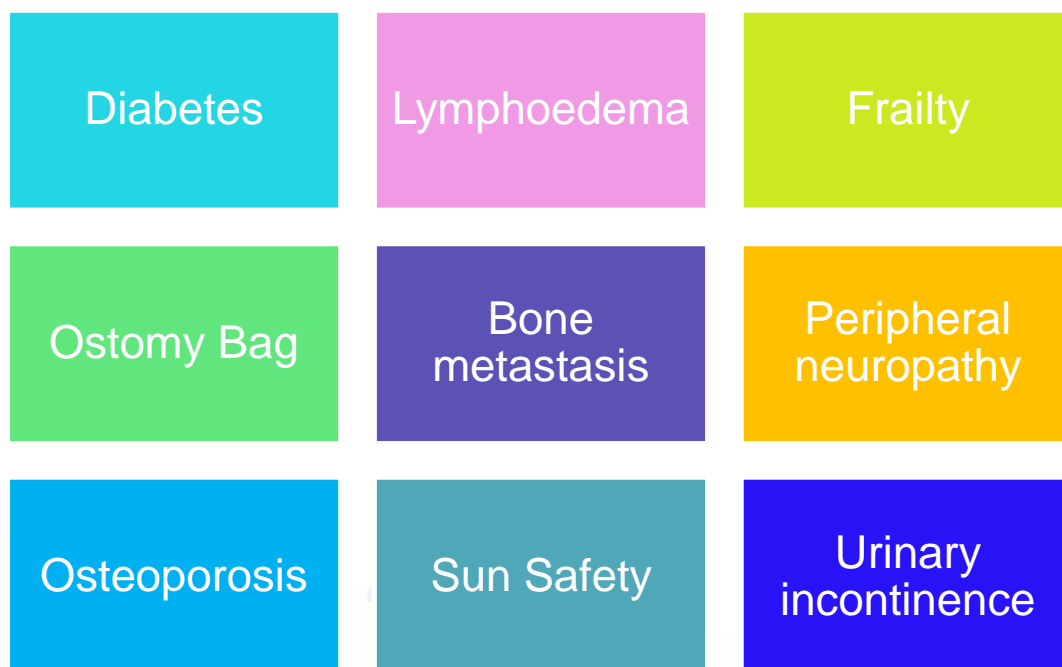 Diabetes
Lymphoedema
Frailty
Ostomy Bag
Bone
metastasis
Peripheral
neuropathy
Osteoporosis
Sun Safety
Urinary
incontinence